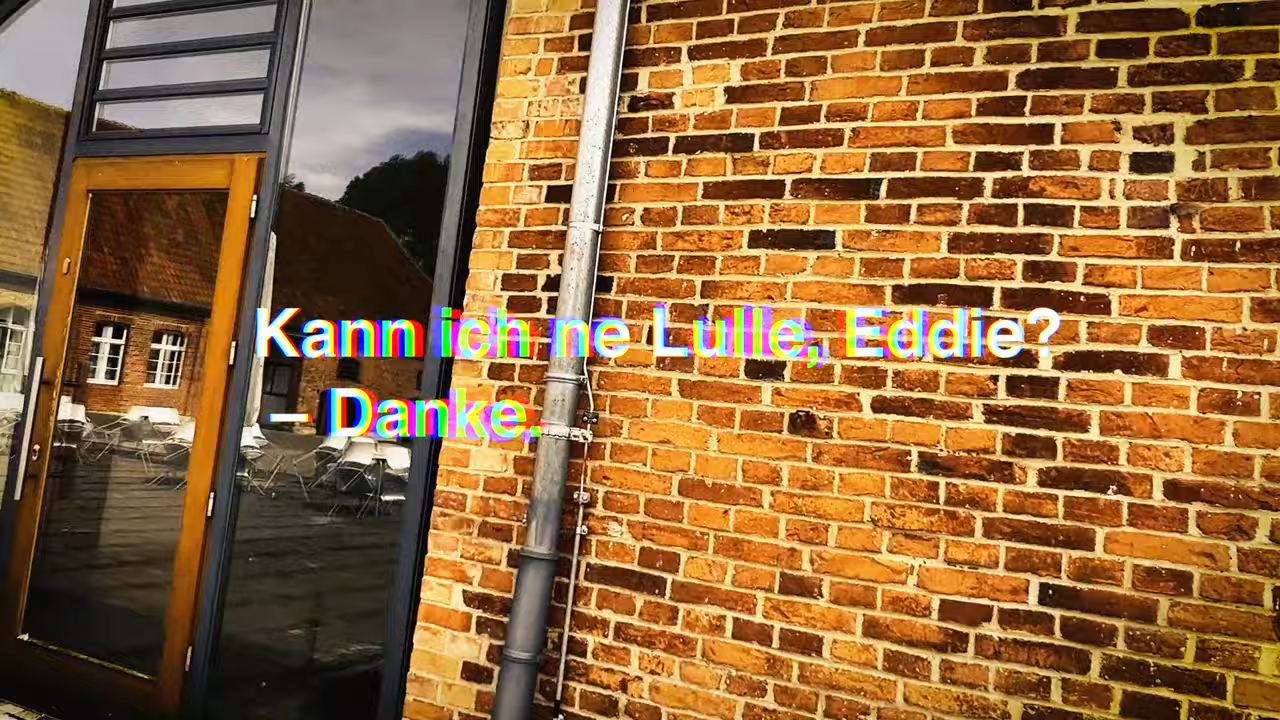 Kann ich ne Lulle, Eddie?
– Danke.